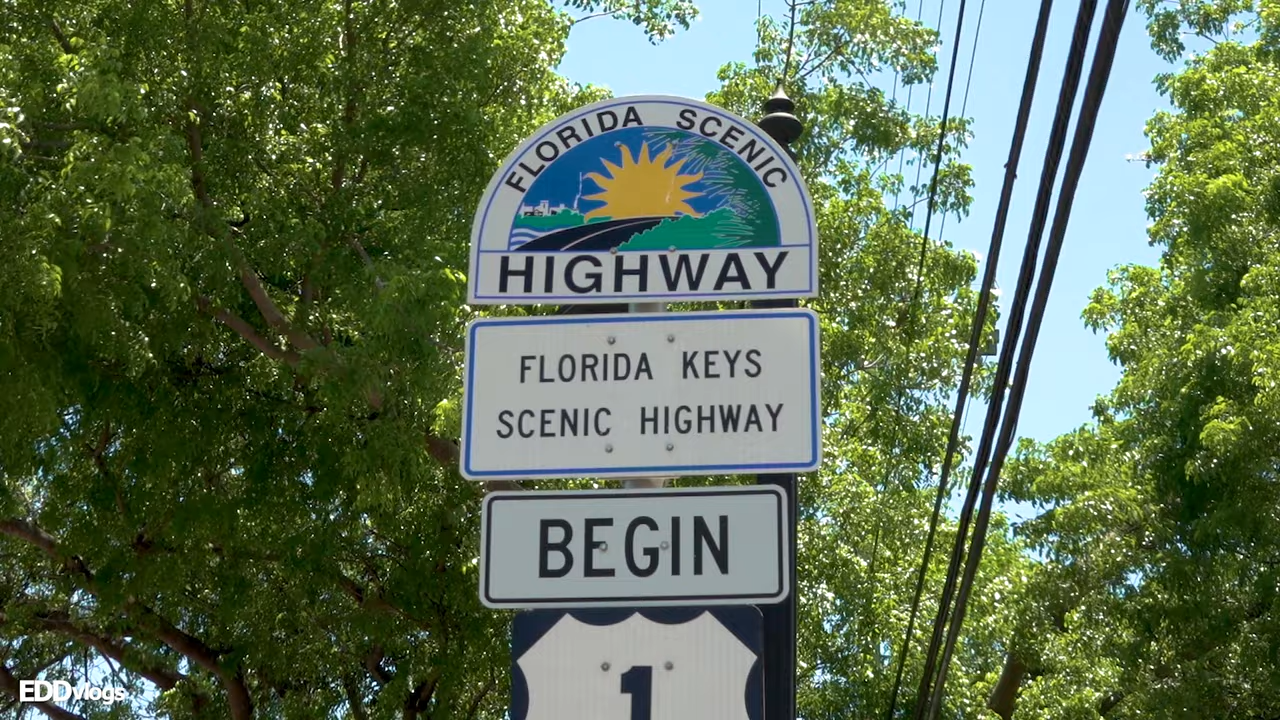 FLORIDA SCENIC
HIGHWAY
FLORIDA KEYS
SCENIC HIGHWAY
BEGIN
1
EDDvlogs